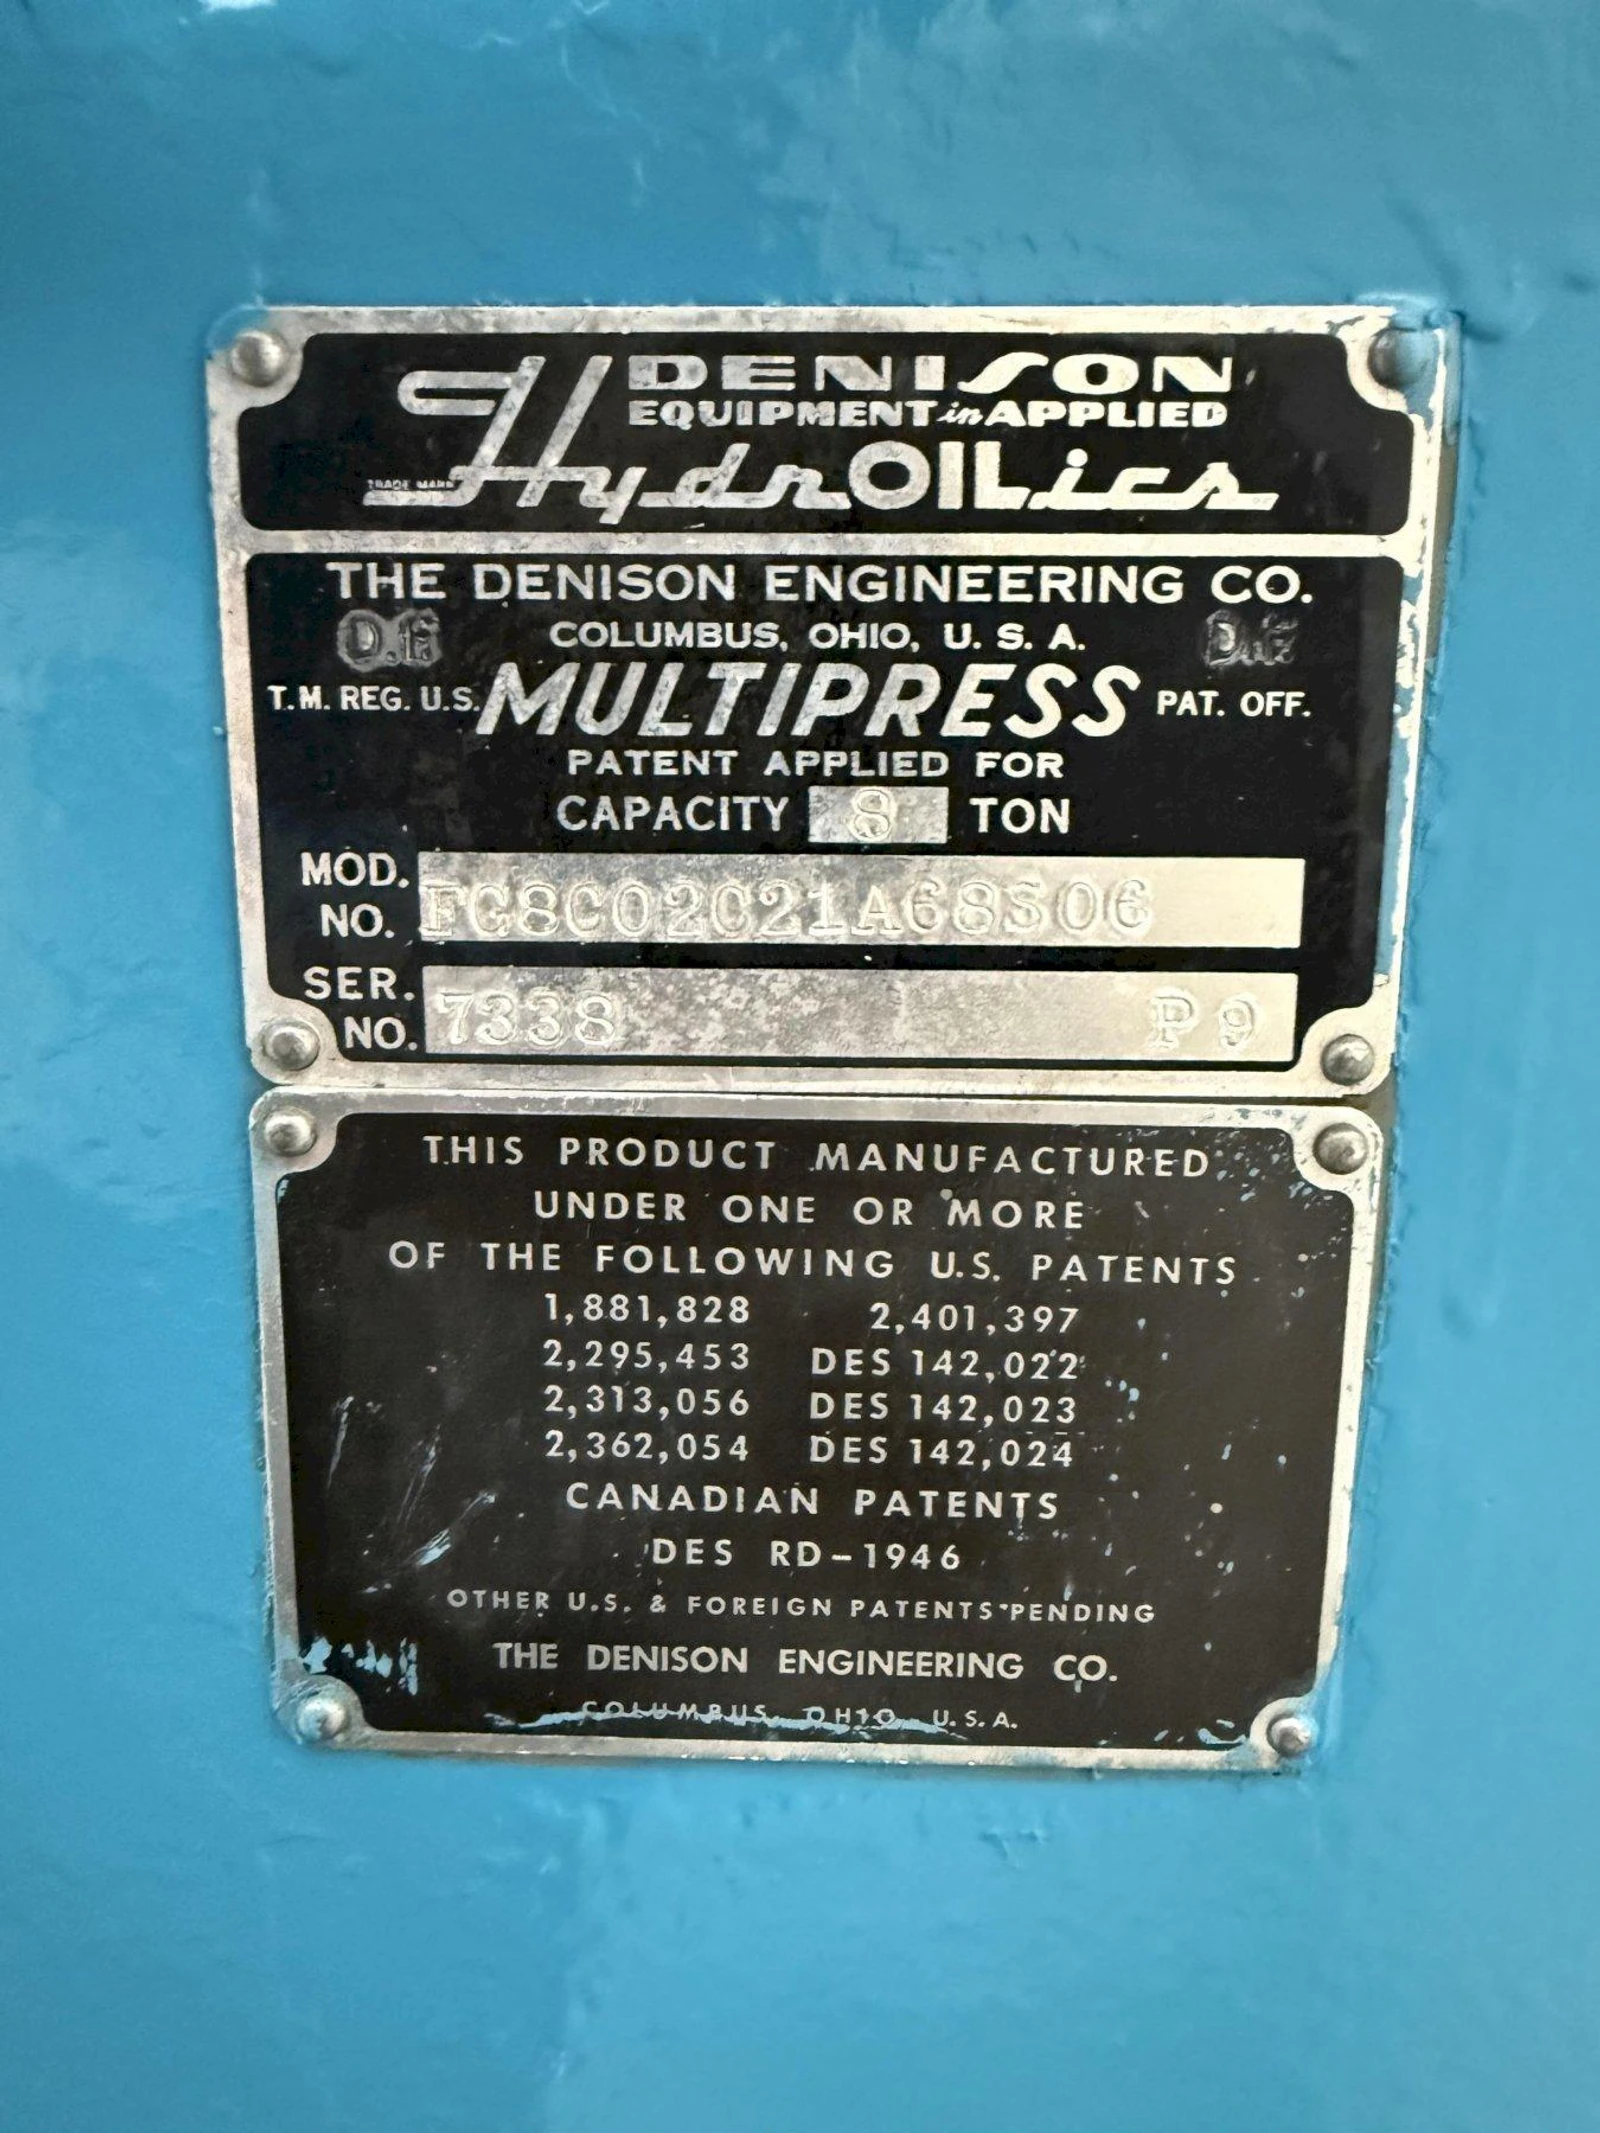 DENISON
EQUIPMENT in APPLIED
HydrOILics
TRADE MARK
THE DENISON ENGINEERING CO.
COLUMBUS, OHIO, U. S. A.
T.M. REG. U.S. MULTIPRESS PAT. OFF.
PATENT APPLIED FOR
CAPACITY 8 TON
MOD. NO. FG8C02C21A68S06
SER. NO. 7338 P9
THIS PRODUCT MANUFACTURED
UNDER ONE OR MORE
OF THE FOLLOWING U.S. PATENTS
1,881,828 2,401,397
2,295,453 DES 142,022
2,313,056 DES 142,023
2,362,054 DES 142,024
CANADIAN PATENTS
DES RD-1946
OTHER U.S. & FOREIGN PATENTS PENDING
THE DENISON ENGINEERING CO.
COLUMBUS, OHIO, U.S.A.